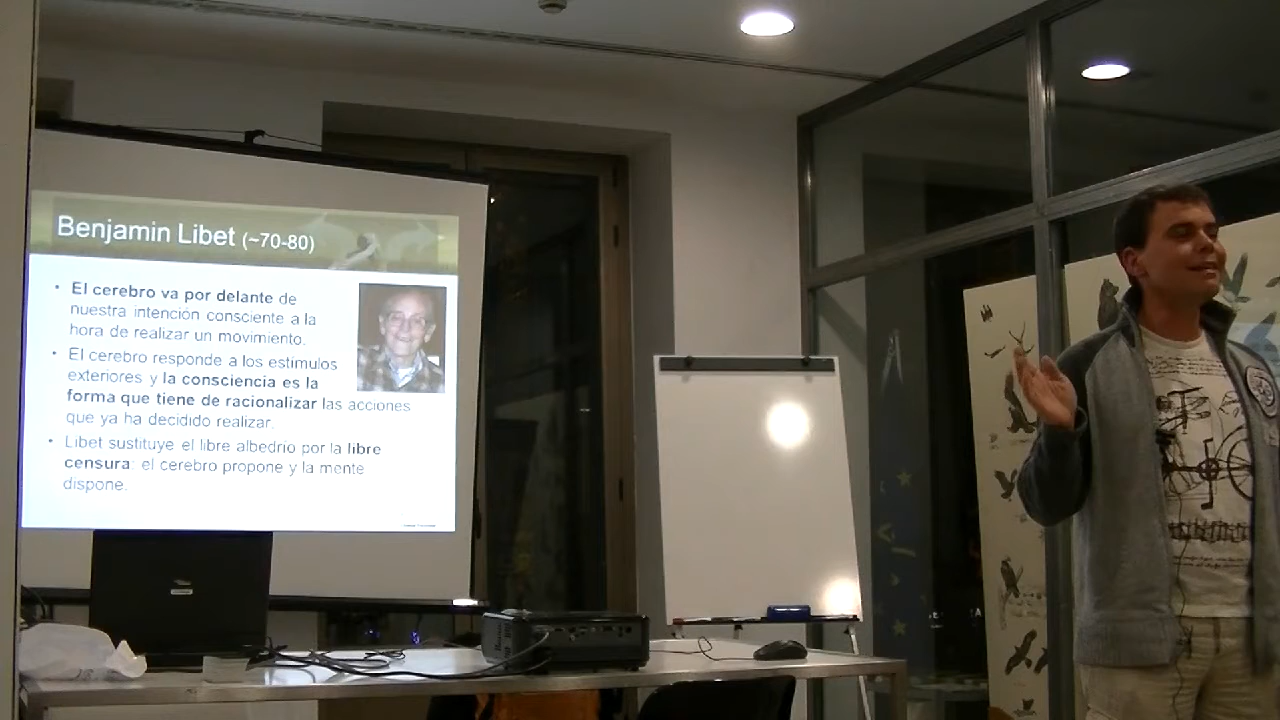 Benjamin Libet (~70-80)
• El cerebro va por delante de
nuestra intención consciente a la
hora de realizar un movimiento.
• El cerebro responde a los estímulos
exteriores y la consciencia es la
forma que tiene de racionalizar las acciones
que ya ha decidido realizar.
• Libet sustituye el libre albedrío por la libre
censura: el cerebro propone y la mente
dispone.